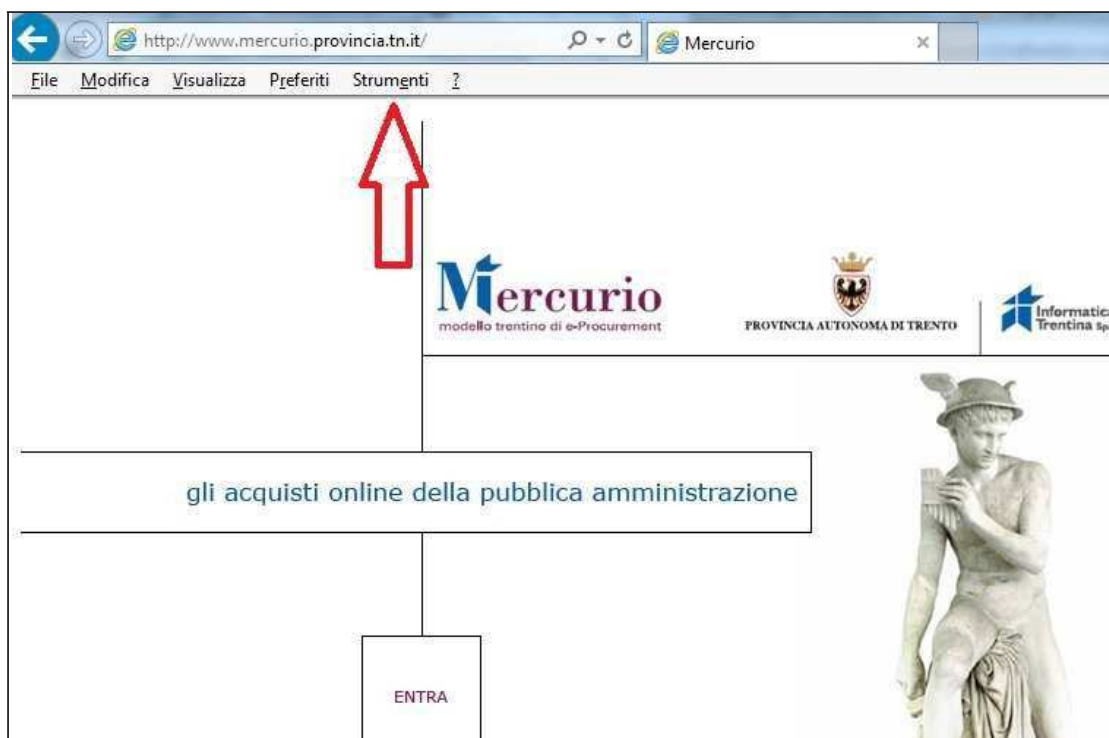 http://www.mercurio.provincia.tn.it/
Mercurio
File Modifica Visualizza Preferiti Strumenti ?
Mercurio
modello trentino di e-Procurement
PROVINCIA AUTONOMA DI TRENTO
Informatica
Trentina Sp
gli acquisti online della pubblica amministrazione
ENTRA